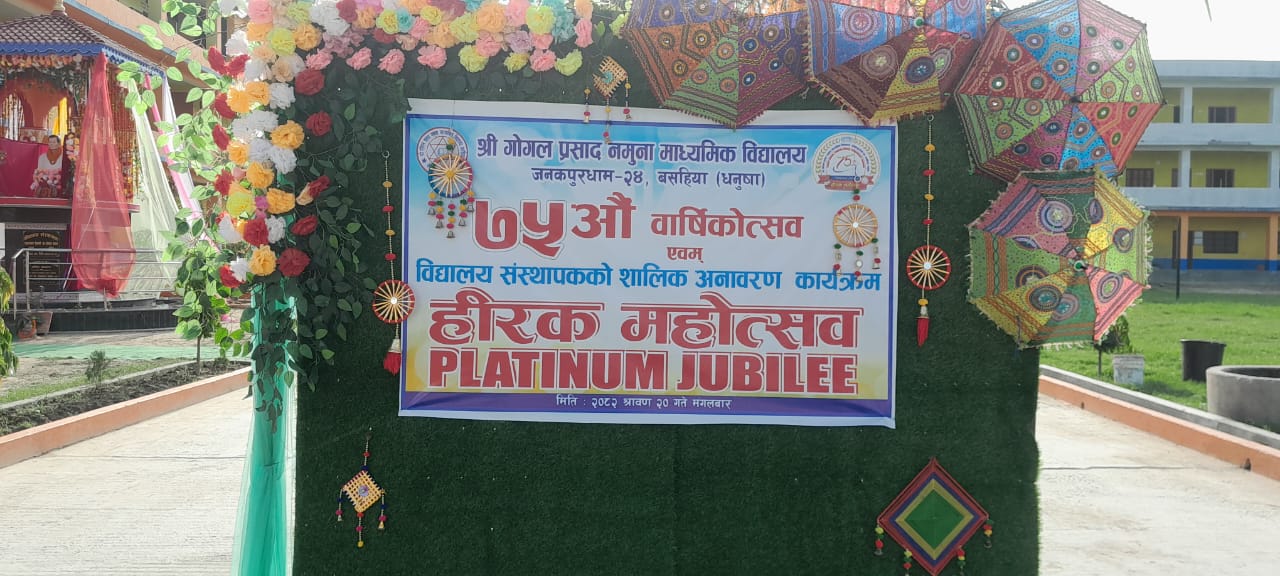 श्री गोगल प्रसाद नमुना माध्यमिक विद्यालय
जनकपुरधाम-२४, बसहिया (धनुषा)
७५औं वार्षिकोत्सव
एवम्
विद्यालय संस्थापकको शालिक अनावरण कार्यक्रम
हीरक महोत्सव
PLATINUM JUBILEE
मिति : २०८२ श्रावण २० गते मंगलबार
75